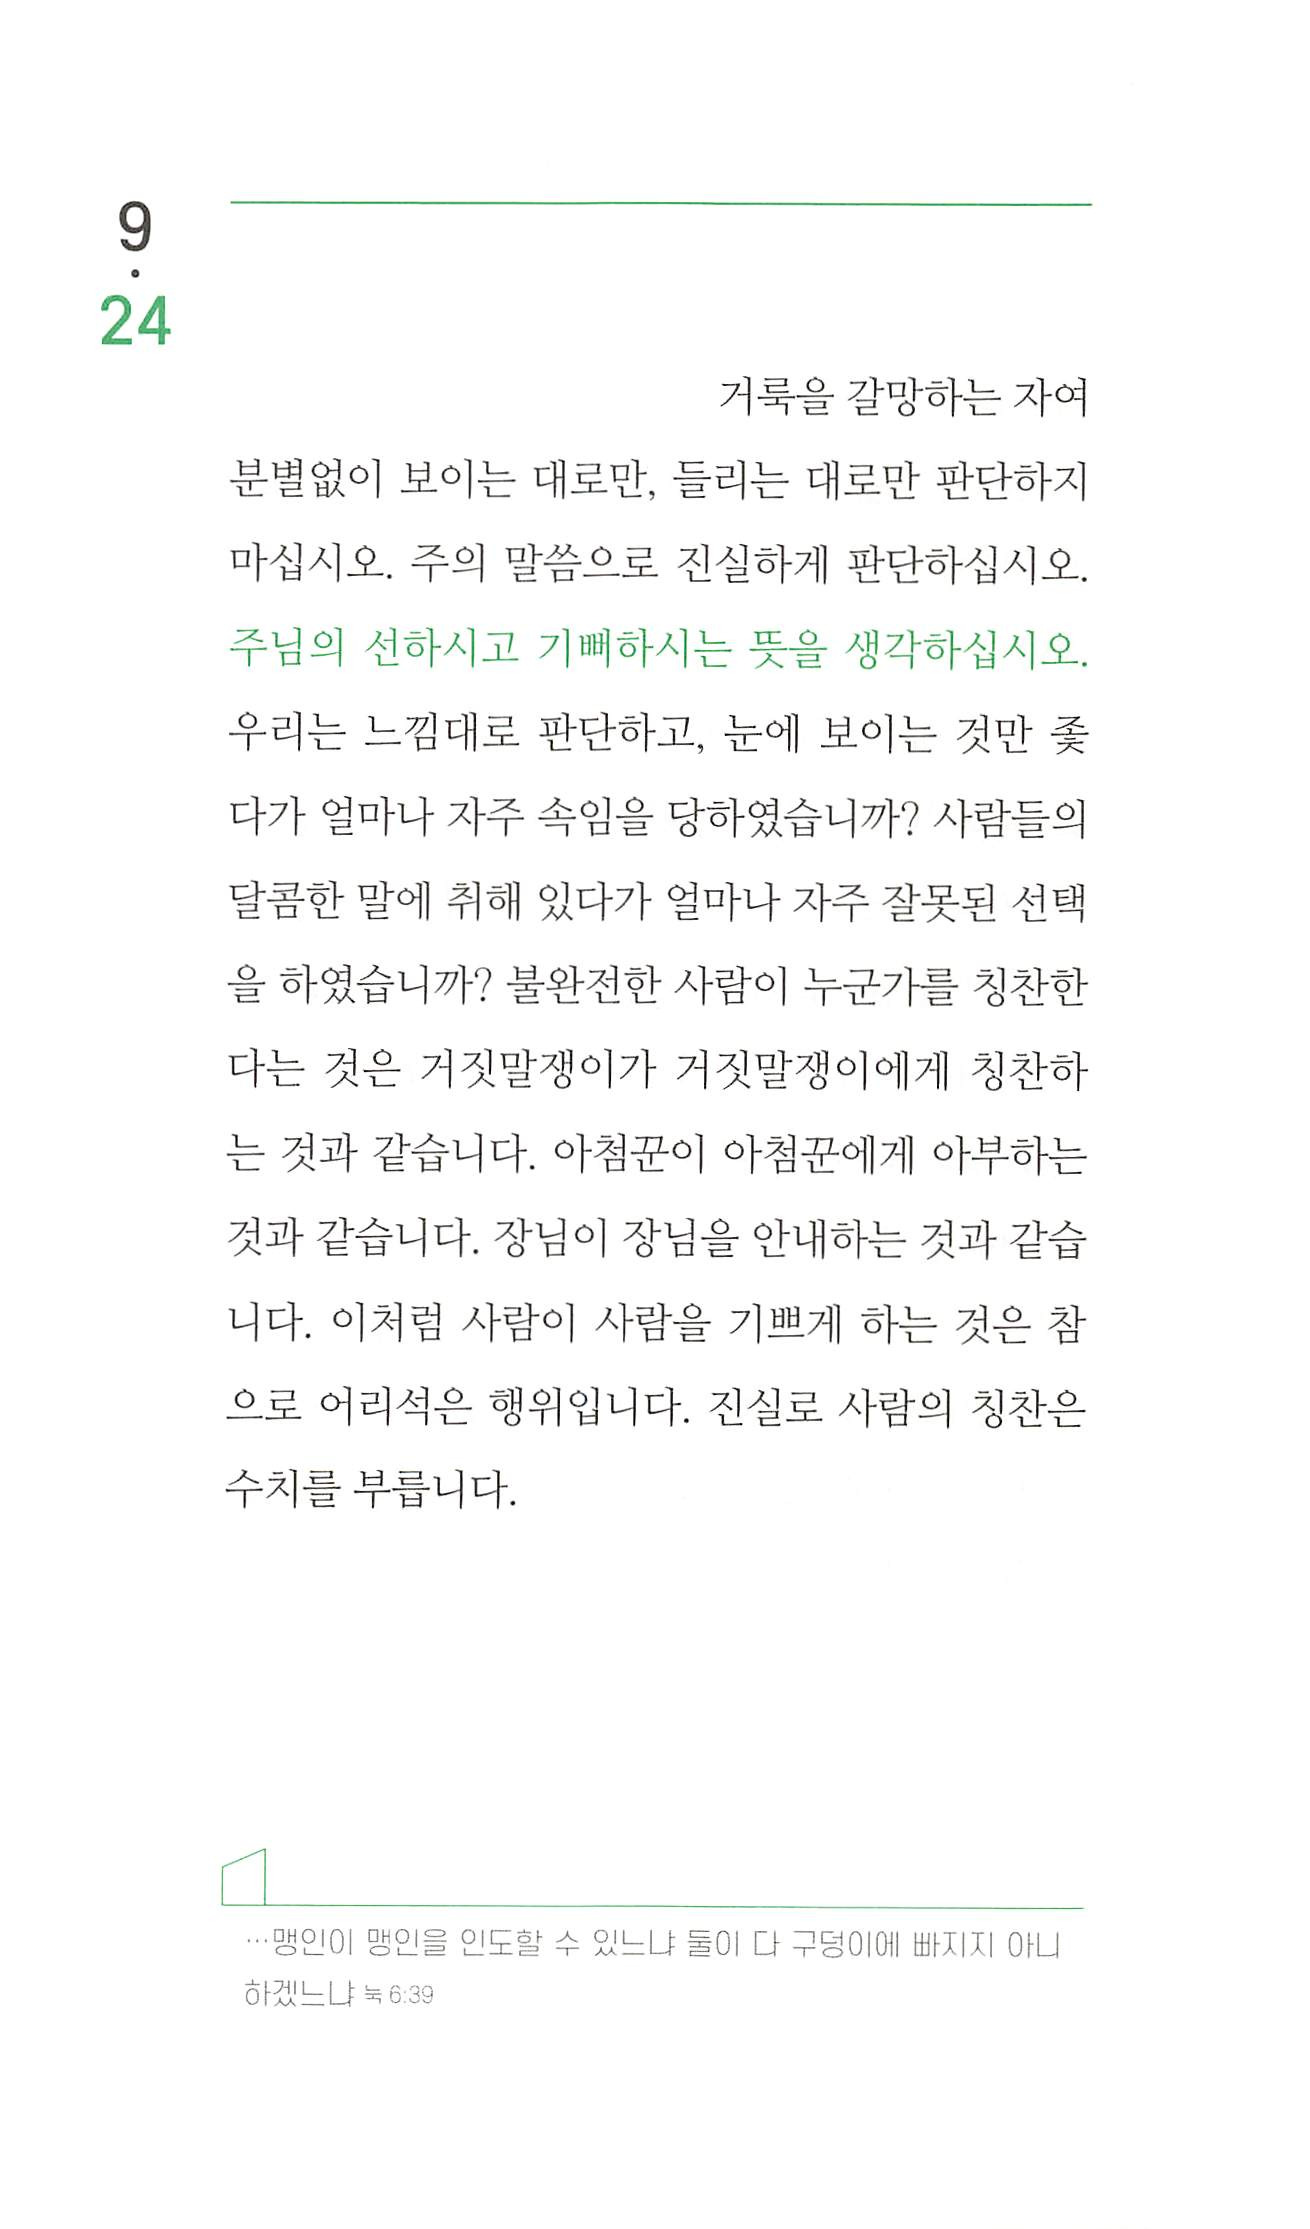 9
·
24
거룩을 갈망하는 자여
분별없이 보이는 대로만, 들리는 대로만 판단하지
마십시오. 주의 말씀으로 진실하게 판단하십시오.
주님의 선하시고 기뻐하시는 뜻을 생각하십시오.
우리는 느낌대로 판단하고, 눈에 보이는 것만 좇
다가 얼마나 자주 속임을 당하였습니까? 사람들의
달콤한 말에 취해 있다가 얼마나 자주 잘못된 선택
을 하였습니까? 불완전한 사람이 누군가를 칭찬한
다는 것은 거짓말쟁이가 거짓말쟁이에게 칭찬하
는 것과 같습니다. 아첨꾼이 아첨꾼에게 아부하는
것과 같습니다. 장님이 장님을 안내하는 것과 같습
니다. 이처럼 사람이 사람을 기쁘게 하는 것은 참
으로 어리석은 행위입니다. 진실로 사람의 칭찬은
수치를 부릅니다.
…맹인이 맹인을 인도할 수 있느냐 둘이 다 구덩이에 빠지지 아니
하겠느냐 눅 6:39